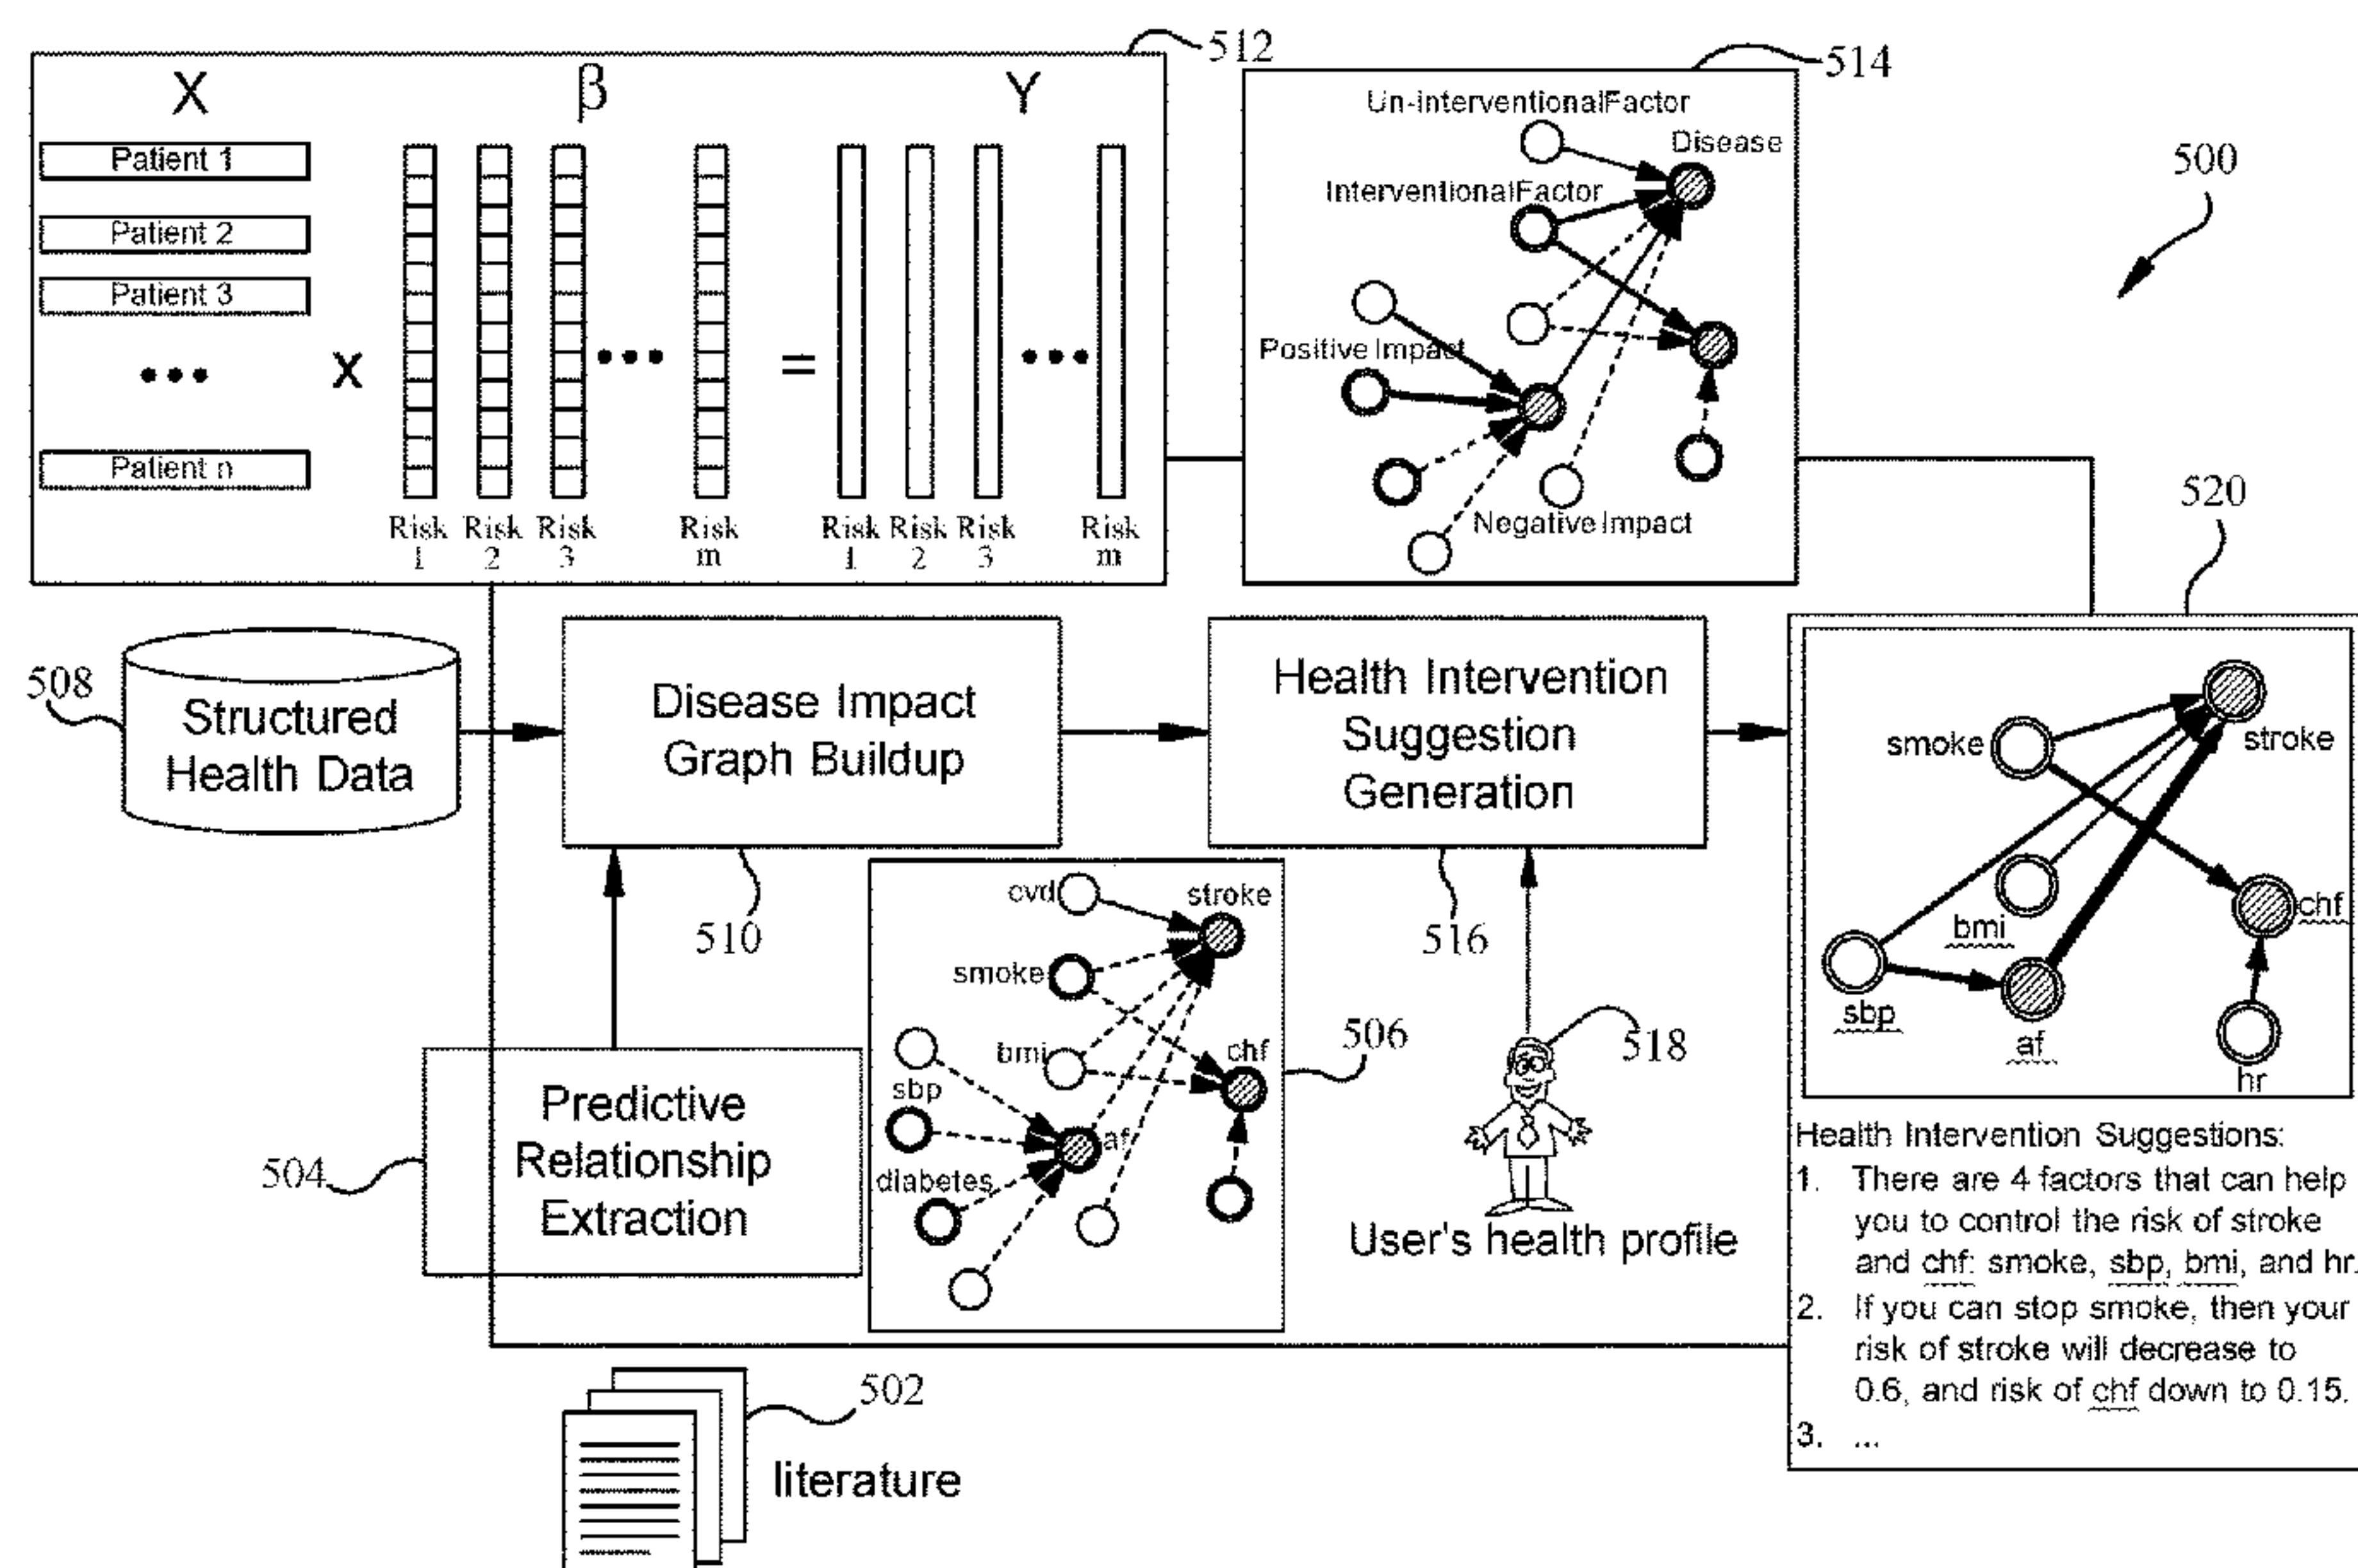 512
X β Y
Patient 1
Patient 2
Patient 3
•••
Patient n
X
•••
=
•••
Risk 1
Risk 2
Risk 3
Risk m
Risk 1
Risk 2
Risk 3
Risk m
514
Un-interventionalFactor
Disease
InterventionalFactor
Positive Impact
Negative Impact
500
508
Structured
Health Data
Disease Impact
Graph Buildup
510
Health Intervention
Suggestion
Generation
516
520
smoke
stroke
bmi
chf
sbp
af
hr
504
Predictive
Relationship
Extraction
cvd
stroke
smoke
bmi
chf
sbp
af
diabetes
506
518
User's health profile
Health Intervention Suggestions:
1. There are 4 factors that can help
you to control the risk of stroke
and chf: smoke, sbp, bmi, and hr.
2. If you can stop smoke, then your
risk of stroke will decrease to
0.6, and risk of chf down to 0.15.
3. ...
502
literature